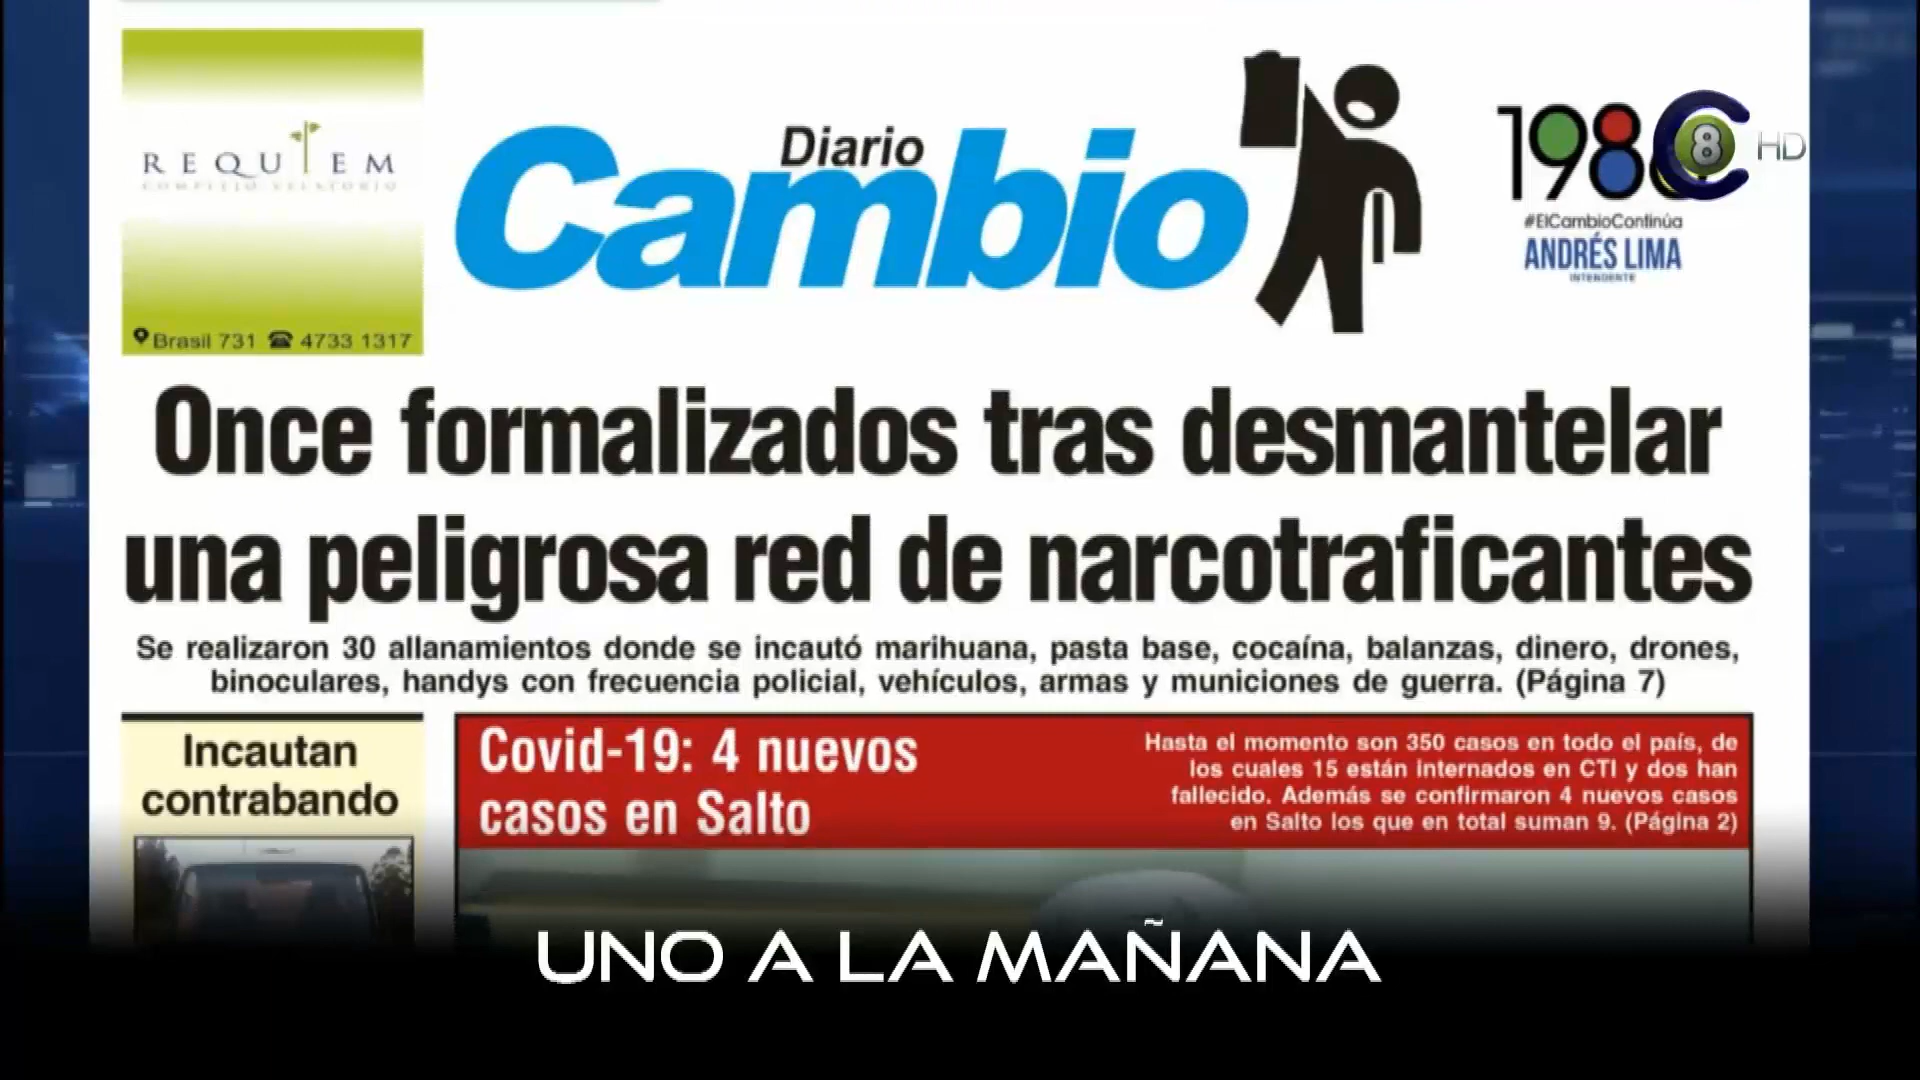 REQUIEM
COMPLEJO VELATORIO
Brasil 731 4733 1317
Diario
Cambio
198
#ElCambioContinúa
ANDRÉS LIMA
INTENDENTE
C8 HD
Once formalizados tras desmantelar
una peligrosa red de narcotraficantes
Se realizaron 30 allanamientos donde se incautó marihuana, pasta base, cocaína, balanzas, dinero, drones,
binoculares, handys con frecuencia policial, vehículos, armas y municiones de guerra. (Página 7)
Incautan
contrabando
Covid-19: 4 nuevos
casos en Salto
Hasta el momento son 350 casos en todo el país, de
los cuales 15 están internados en CTI y dos han
fallecido. Además se confirmaron 4 nuevos casos
en Salto los que en total suman 9. (Página 2)
UNO A LA MAÑANA